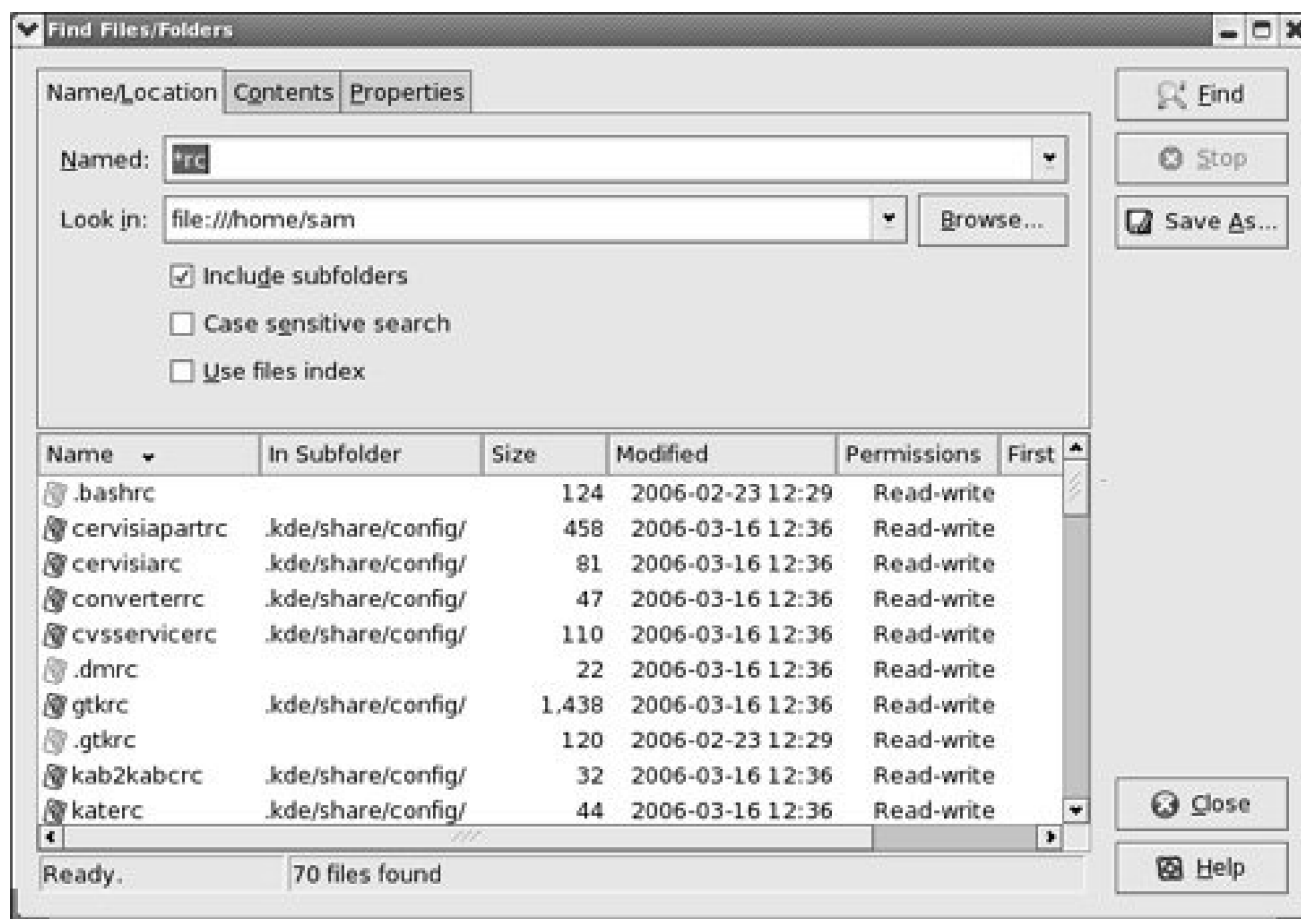 Find Files/Folders
Name/Location Contents Properties
Find
Named: *rc
Stop
Look in: file:///home/sam Browse...
Save As...
Include subfolders
Case sensitive search
Use files index
Name In Subfolder Size Modified Permissions First
.bashrc 124 2006-02-23 12:29 Read-write
cervisiapartrc .kde/share/config/ 458 2006-03-16 12:36 Read-write
cervisiarc .kde/share/config/ 81 2006-03-16 12:36 Read-write
converterrc .kde/share/config/ 47 2006-03-16 12:36 Read-write
cvsservicerc .kde/share/config/ 110 2006-03-16 12:36 Read-write
.dmrc 22 2006-03-16 12:36 Read-write
gtkrc .kde/share/config/ 1,438 2006-03-16 12:36 Read-write
.gtkrc 120 2006-02-23 12:29 Read-write
kab2kabcrc .kde/share/config/ 32 2006-03-16 12:36 Read-write
katerc .kde/share/config/ 44 2006-03-16 12:36 Read-write
Close
Ready. 70 files found
Help